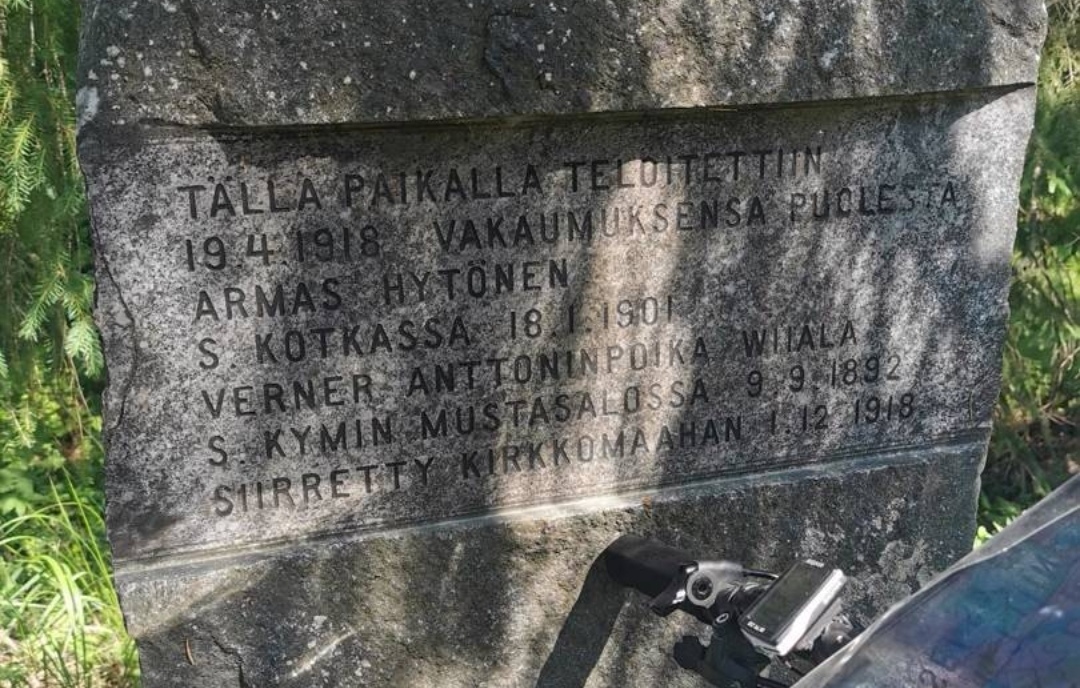 TÄLLÄ PAIKALLA TELOITETTIIN
19.4.1918 VAKAUMUKSENSA PUOLESTA
ARMAS HYTÖNEN
S. KOTKASSA 18.1.1901
VERNER ANTTONINPOIKA WIIALA
S. KYMIN MUSTASALOSSA 9.9.1892
SIIRRETTY KIRKKOMAAHAN 1.12 1918